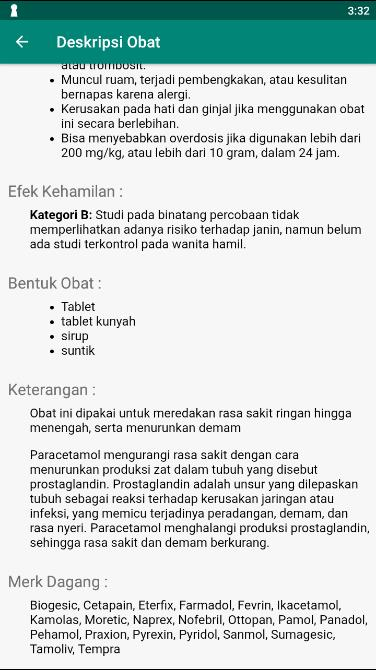 3:32
Deskripsi Obat
atau trombosit.
Muncul ruam, terjadi pembengkakan, atau kesulitan
bernapas karena alergi.
Kerusakan pada hati dan ginjal jika menggunakan obat
ini secara berlebihan.
Bisa menyebabkan overdosis jika digunakan lebih dari
200 mg/kg, atau lebih dari 10 gram, dalam 24 jam.
Efek Kehamilan :
Kategori B: Studi pada binatang percobaan tidak
memperlihatkan adanya risiko terhadap janin, namun belum
ada studi terkontrol pada wanita hamil.
Bentuk Obat :
Tablet
tablet kunyah
sirup
suntik
Keterangan :
Obat ini dipakai untuk meredakan rasa sakit ringan hingga
menengah, serta menurunkan demam
Paracetamol mengurangi rasa sakit dengan cara
menurunkan produksi zat dalam tubuh yang disebut
prostaglandin. Prostaglandin adalah unsur yang dilepaskan
tubuh sebagai reaksi terhadap kerusakan jaringan atau
infeksi, yang memicu terjadinya peradangan, demam, dan
rasa nyeri. Paracetamol menghalangi produksi prostaglandin,
sehingga rasa sakit dan demam berkurang.
Merk Dagang :
Biogesic, Cetapain, Eterfix, Farmadol, Fevrin, Ikacetamol,
Kamolas, Moretic, Naprex, Nofebril, Ottopan, Pamol, Panadol,
Pehamol, Praxion, Pyrexin, Pyridol, Sanmol, Sumagesic,
Tamoliv, Tempra